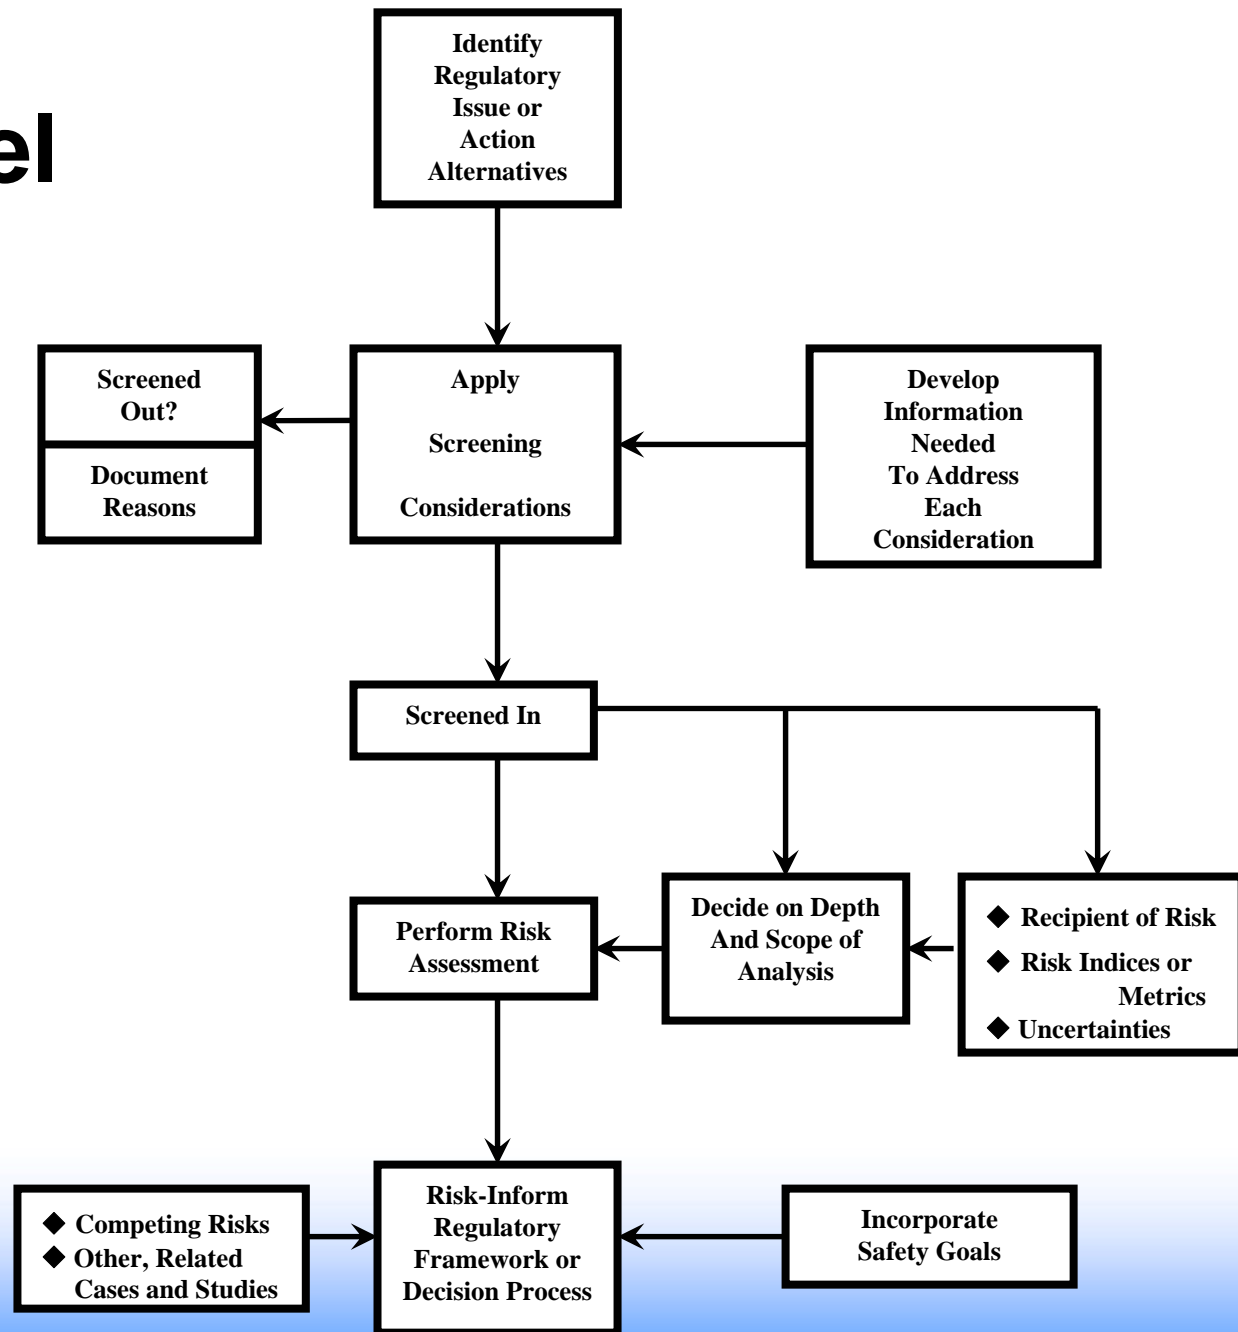 el
Identify
Regulatory
Issue or
Action
Alternatives
Screened
Out?
Document
Reasons
Apply
Screening
Considerations
Develop
Information
Needed
To Address
Each
Consideration
Screened In
Perform Risk
Assessment
Decide on Depth
And Scope of
Analysis
◆ Recipient of Risk
◆ Risk Indices or
Metrics
◆ Uncertainties
◆ Competing Risks
◆ Other, Related
Cases and Studies
Risk-Inform
Regulatory
Framework or
Decision Process
Incorporate
Safety Goals